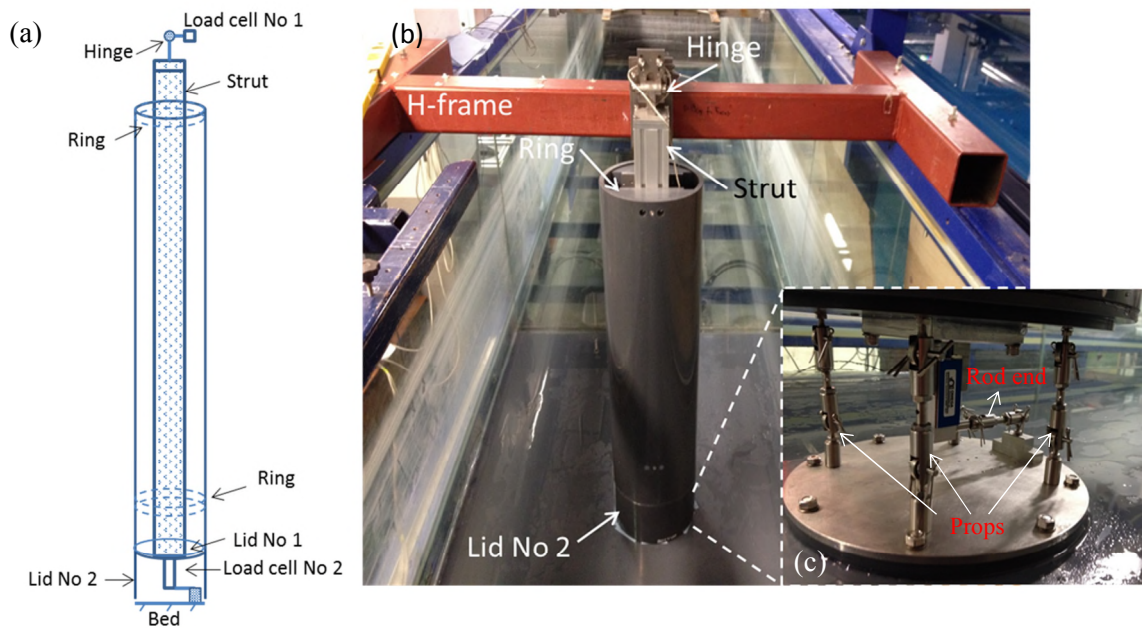 (a)
Load cell No 1
Hinge
Strut
Ring
Ring
Lid No 1
Load cell No 2
Lid No 2
Bed
(b)
Hinge
H-frame
Ring
Strut
Lid No 2
Rod end
Props
(c)